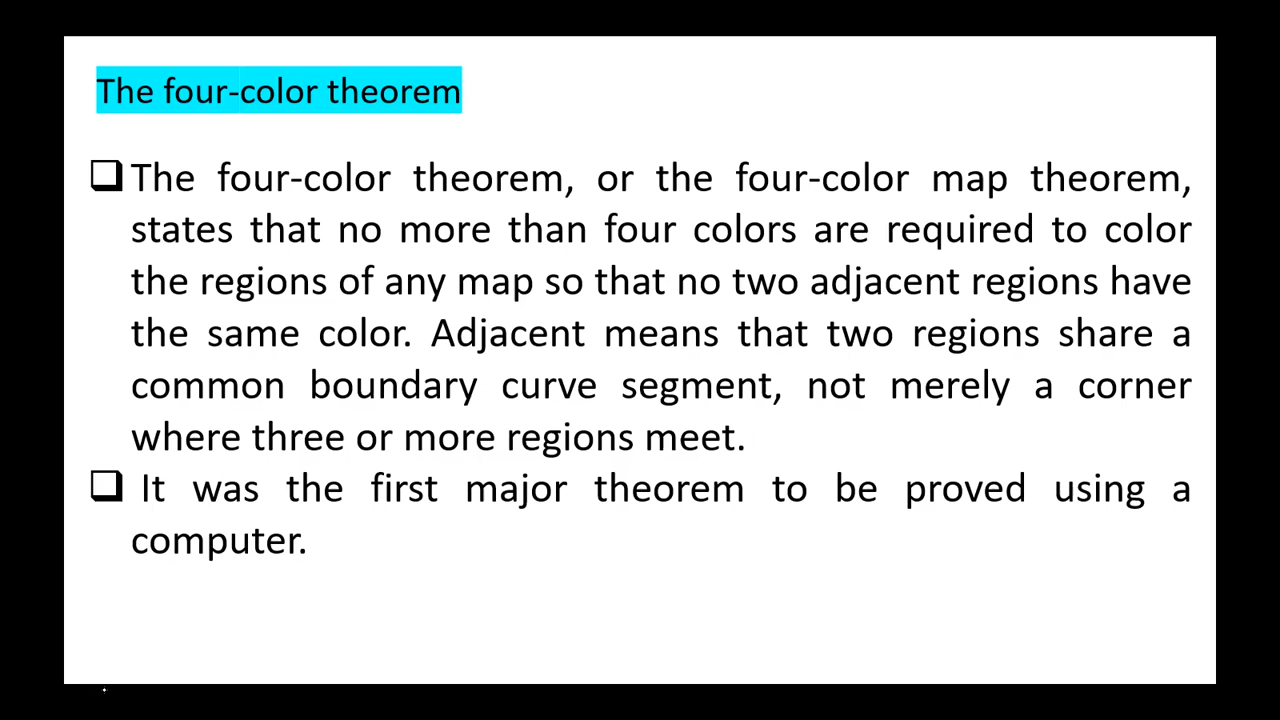 The four-color theorem
❑ The four-color theorem, or the four-color map theorem,
states that no more than four colors are required to color
the regions of any map so that no two adjacent regions have
the same color. Adjacent means that two regions share a
common boundary curve segment, not merely a corner
where three or more regions meet.
❑ It was the first major theorem to be proved using a
computer.